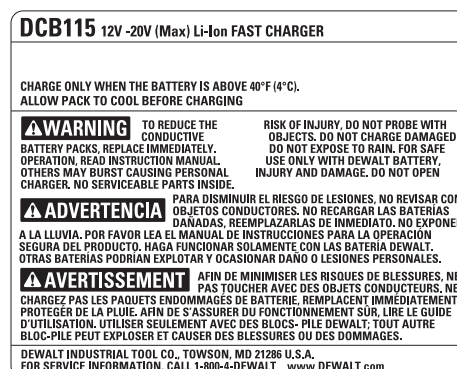 DCB115 12V -20V (Max) Li-Ion FAST CHARGER
CHARGE ONLY WHEN THE BATTERY IS ABOVE 40°F (4°C).
ALLOW PACK TO COOL BEFORE CHARGING
WARNING TO REDUCE THE RISK OF INJURY, DO NOT PROBE WITH
CONDUCTIVE OBJECTS. DO NOT CHARGE DAMAGED
BATTERY PACKS, REPLACE IMMEDIATELY. DO NOT EXPOSE TO RAIN. FOR SAFE
OPERATION, READ INSTRUCTION MANUAL. USE ONLY WITH DEWALT BATTERY,
OTHERS MAY BURST CAUSING PERSONAL INJURY AND DAMAGE. DO NOT OPEN
CHARGER. NO SERVICEABLE PARTS INSIDE.
ADVERTENCIA PARA DISMINUIR EL RIESGO DE LESIONES, NO REVISAR CON
OBJETOS CONDUCTORES. NO RECARGAR LAS BATERÍAS
DAÑADAS, REEMPLAZARLAS DE INMEDIATO. NO EXPONER
A LA LLUVIA. POR FAVOR LEA EL MANUAL DE INSTRUCCIONES PARA LA OPERACIÓN
SEGURA DEL PRODUCTO. HAGA FUNCIONAR SOLAMENTE CON LAS BATERÍA DEWALT.
OTRAS BATERÍAS PODRÍAN EXPLOTAR Y OCASIONAR DAÑO O LESIONES PERSONALES.
AVERTISSEMENT AFIN DE MINIMISER LES RISQUES DE BLESSURES, NE
PAS TOUCHER AVEC DES OBJETS CONDUCTEURS. NE
CHARGEZ PAS LES PAQUETS ENDOMMAGÉS DE BATTERIE, REMPLACENT IMMÉDIATEMENT
PROTÉGER DE LA PLUIE. AFIN DE S'ASSURER DU FONCTIONNEMENT SÛR, LIRE LE GUIDE
D'UTILISATION. UTILISER SEULEMENT AVEC DES BLOCS- PILE DEWALT; TOUT AUTRE
BLOC-PILE PEUT EXPLOSER ET CAUSER DES BLESSURES OU DES DOMMAGES.
DEWALT INDUSTRIAL TOOL CO., TOWSON, MD 21286 U.S.A.
FOR SERVICE INFORMATION, CALL 1-800-4-DEWALT www.DEWALT.com